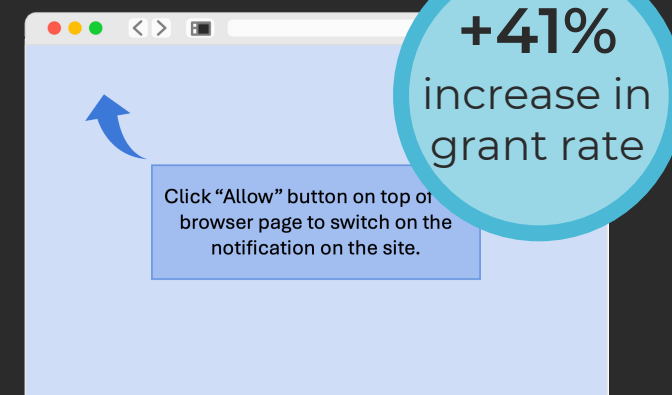 +41%
increase in
grant rate
Click “Allow” button on top of
browser page to switch on the
notification on the site.